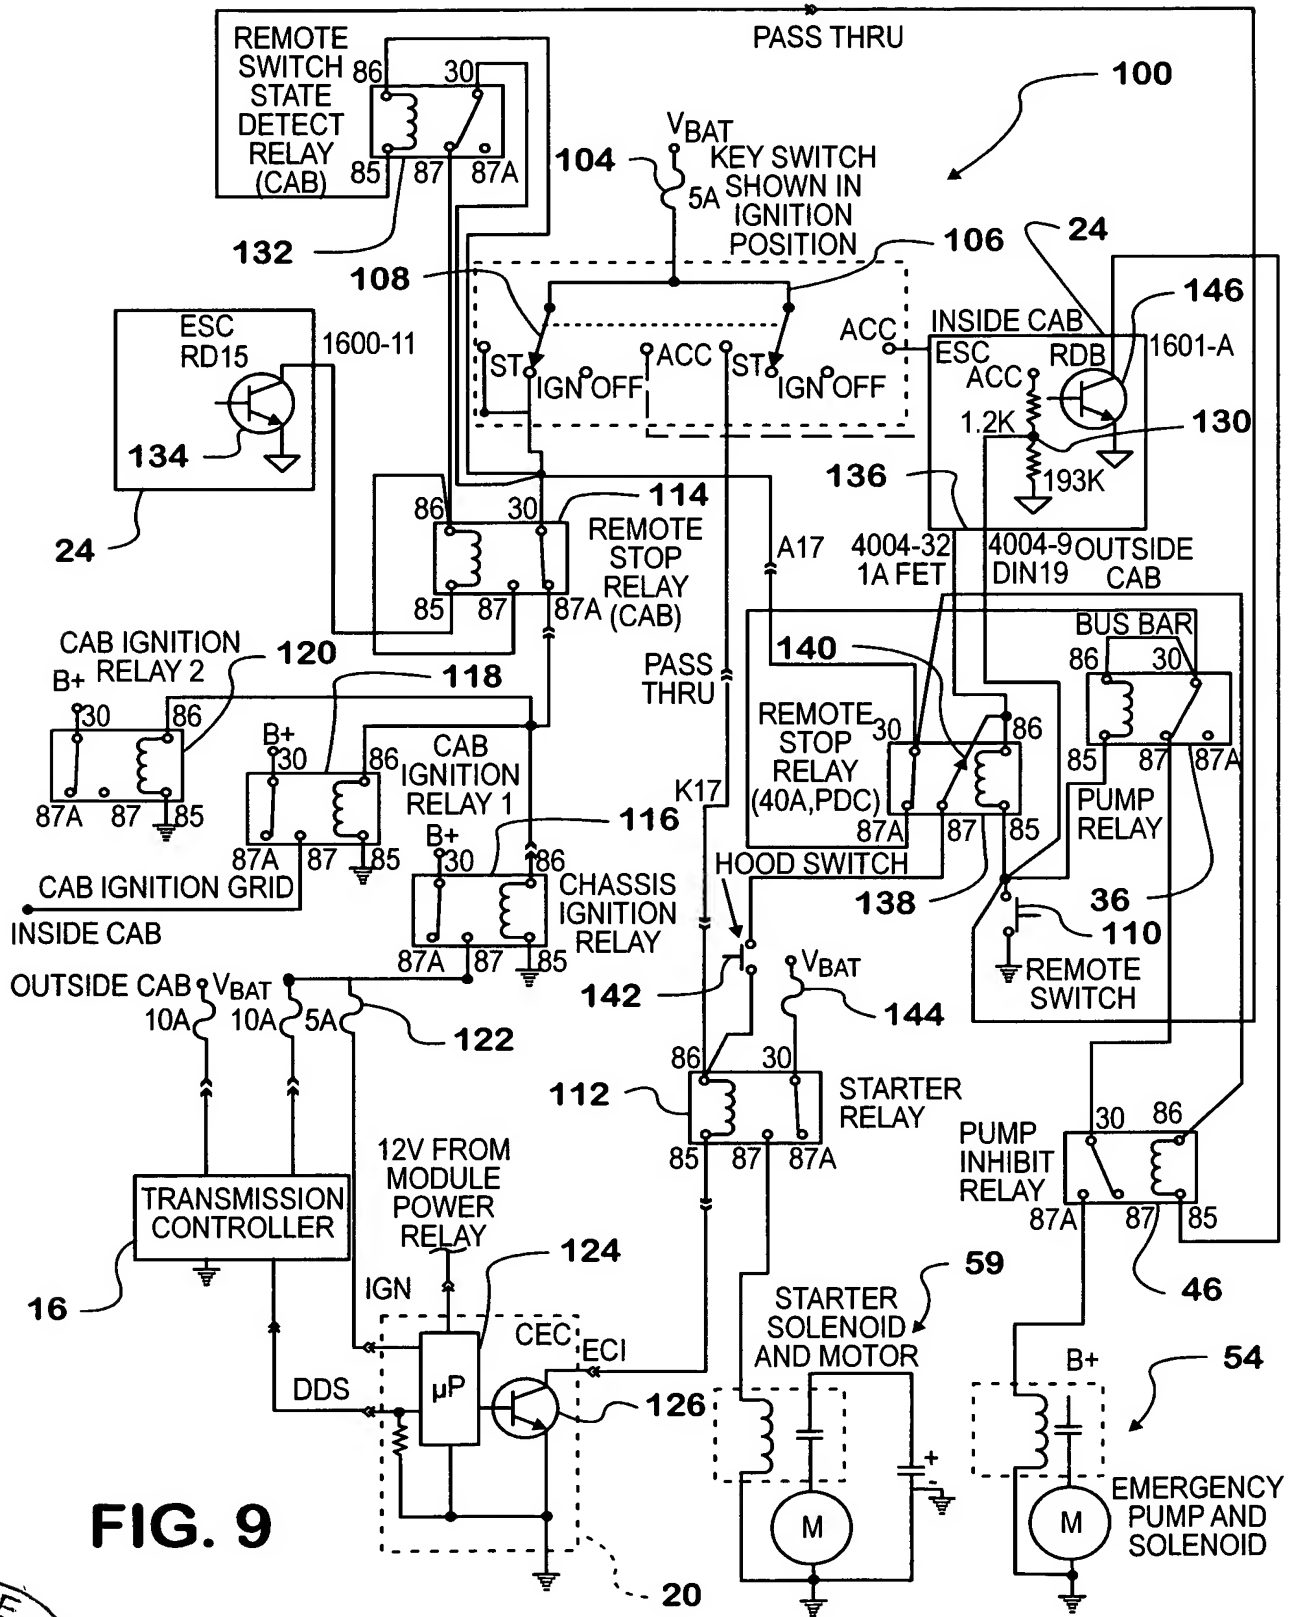 PASS THRU
REMOTE
SWITCH
STATE
DETECT
RELAY
(CAB)
86
30
85
87
87A
132
100
VBAT
104
5A
KEY SWITCH
SHOWN IN
IGNITION
POSITION
106
108
24
146
ESC
RD15
1600-11
134
24
ST
IGN
OFF
ACC
ST
IGN
OFF
ACC
INSIDE CAB
ESC
RDB
1601-A
ACC
1.2K
130
193K
136
86
30
114
REMOTE
STOP
RELAY
(CAB)
85
87
87A
A17
4004-32
1A FET
4004-9
DIN19
OUTSIDE
CAB
CAB IGNITION
RELAY 2
120
B+
30
86
87A
87
85
118
B+
30
86
87A
87
85
CAB
IGNITION
RELAY 1
CAB IGNITION GRID
INSIDE CAB
116
B+
30
86
CHASSIS
IGNITION
RELAY
87A
87
85
PASS
THRU
K17
140
REMOTE
STOP
RELAY
(40A,PDC)
30
86
87A
87
85
138
BUS BAR
86
30
85
87
87A
PUMP
RELAY
36
110
REMOTE
SWITCH
HOOD SWITCH
142
VBAT
144
OUTSIDE CAB
VBAT
10A
10A
5A
122
112
86
30
STARTER
RELAY
85
87
87A
PUMP
INHIBIT
RELAY
30
86
87A
87
85
46
TRANSMISSION
CONTROLLER
16
12V FROM
MODULE
POWER
RELAY
124
IGN
CEC
ECI
µP
DDS
126
20
59
STARTER
SOLENOID
AND MOTOR
+
-
M
B+
54
M
EMERGENCY
PUMP AND
SOLENOID
FIG. 9